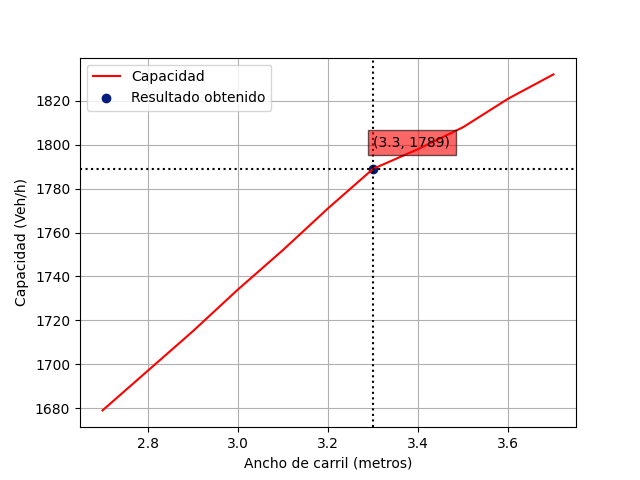 Capacidad
Resultado obtenido
(3.3, 1789)
Capacidad (Veh/h)
1820
1800
1780
1760
1740
1720
1700
1680
2.8 3.0 3.2 3.4 3.6
Ancho de carril (metros)